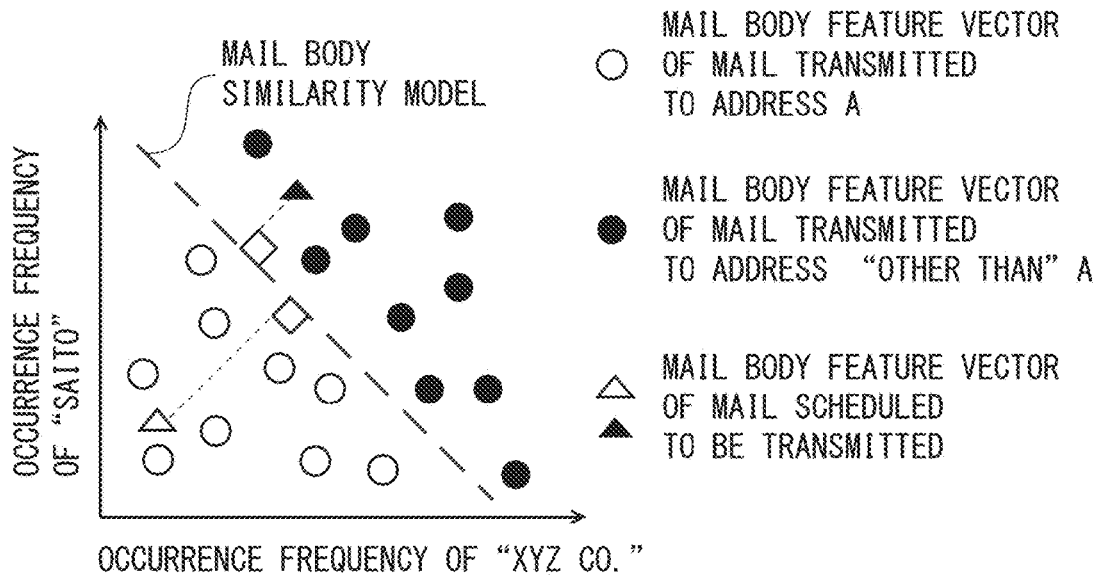 MAIL BODY
SIMILARITY MODEL
OCCURRENCE FREQUENCY
OF “SAITO”
OCCURRENCE FREQUENCY OF “XYZ CO.”
MAIL BODY FEATURE VECTOR
OF MAIL TRANSMITTED
TO ADDRESS A
MAIL BODY FEATURE VECTOR
OF MAIL TRANSMITTED
TO ADDRESS “OTHER THAN” A
MAIL BODY FEATURE VECTOR
OF MAIL SCHEDULED
TO BE TRANSMITTED